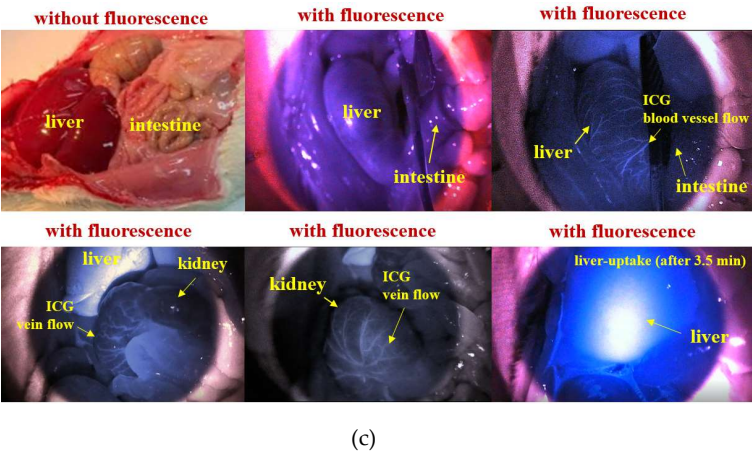 without fluorescence
with fluorescence
with fluorescence
liver
intestine
liver
intestine
ICG
blood vessel flow
liver
intestine
with fluorescence
with fluorescence
with fluorescence
liver
kidney
ICG
vein flow
kidney
ICG
vein flow
liver-uptake (after 3.5 min)
liver
(c)